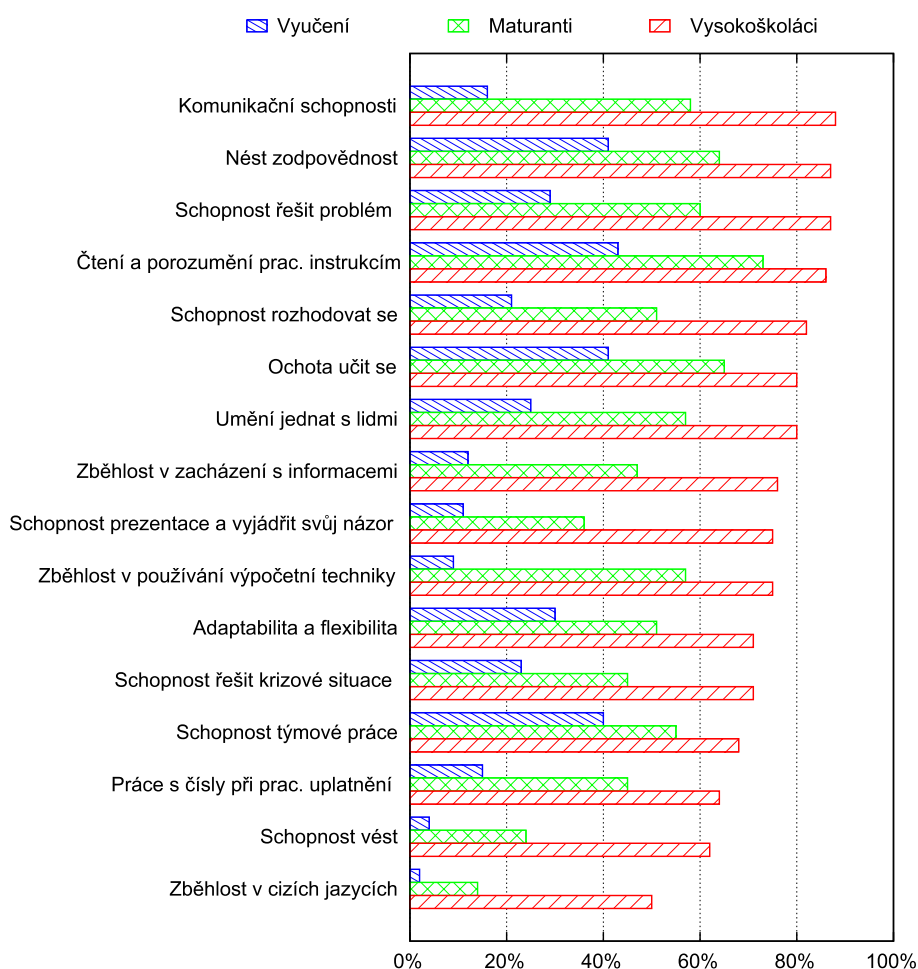 Vyučení Maturanti Vysokoškoláci
Komunikační schopnosti
Nést zodpovědnost
Schopnost řešit problém
Čtení a porozumění prac. instrukcím
Schopnost rozhodovat se
Ochota učit se
Umění jednat s lidmi
Zběhlost v zacházení s informacemi
Schopnost prezentace a vyjádřit svůj názor
Zběhlost v používání výpočetní techniky
Adaptabilita a flexibilita
Schopnost řešit krizové situace
Schopnost týmové práce
Práce s čísly při prac. uplatnění
Schopnost vést
Zběhlost v cizích jazycích
0% 20% 40% 60% 80% 100%